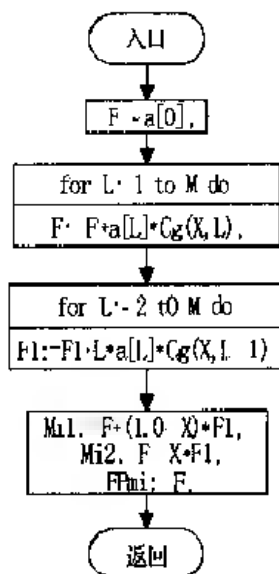 入口
F a[0],
for L 1 to M do
F F+a[L]*Cg(X,L),
for L 2 t0 M do
F1:=F1+L*a[L]*Cg(X,L 1)
Mi1. F+(1.0 X)*F1,
Mi2. F X*F1,
FPmi: F.
返回